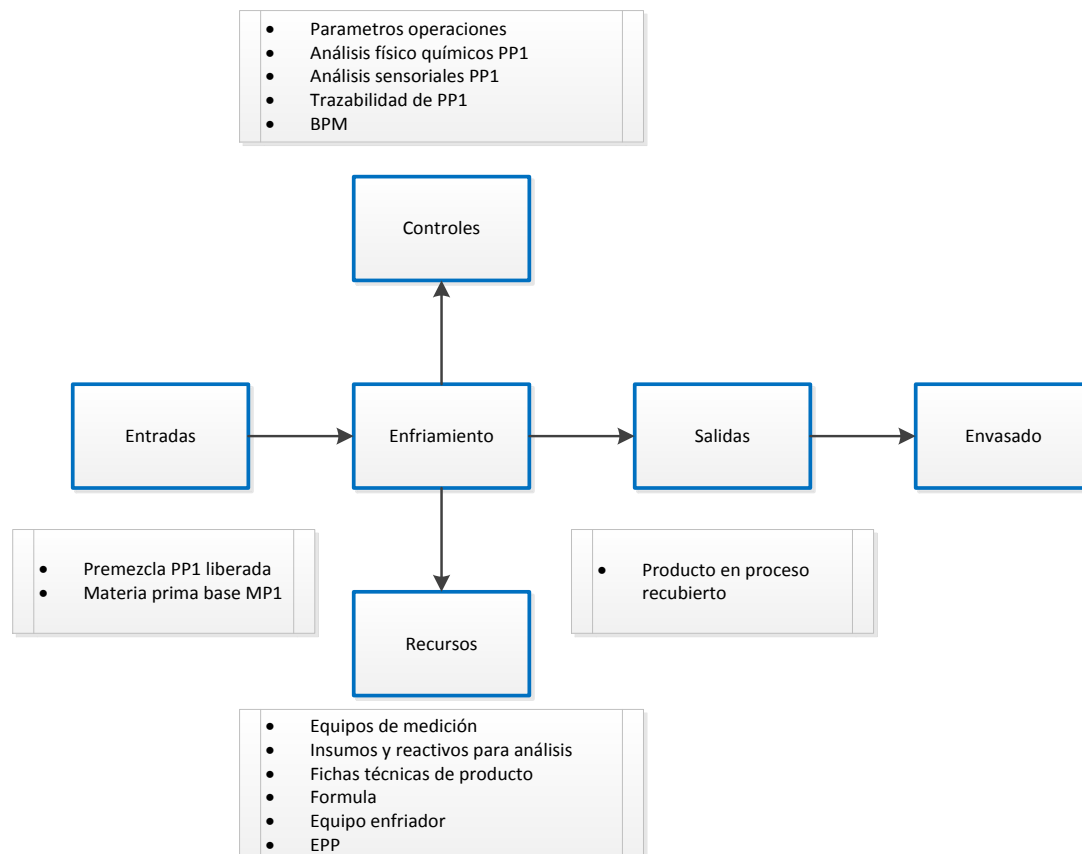 • Parametros operaciones
• Análisis físico químicos PP1
• Análisis sensoriales PP1
• Trazabilidad de PP1
• BPM
Controles
Entradas
Enfriamiento
Salidas
Envasado
• Premezcla PP1 liberada
• Materia prima base MP1
• Producto en proceso
recubierto
Recursos
• Equipos de medición
• Insumos y reactivos para análisis
• Fichas técnicas de producto
• Formula
• Equipo enfriador
• EPP